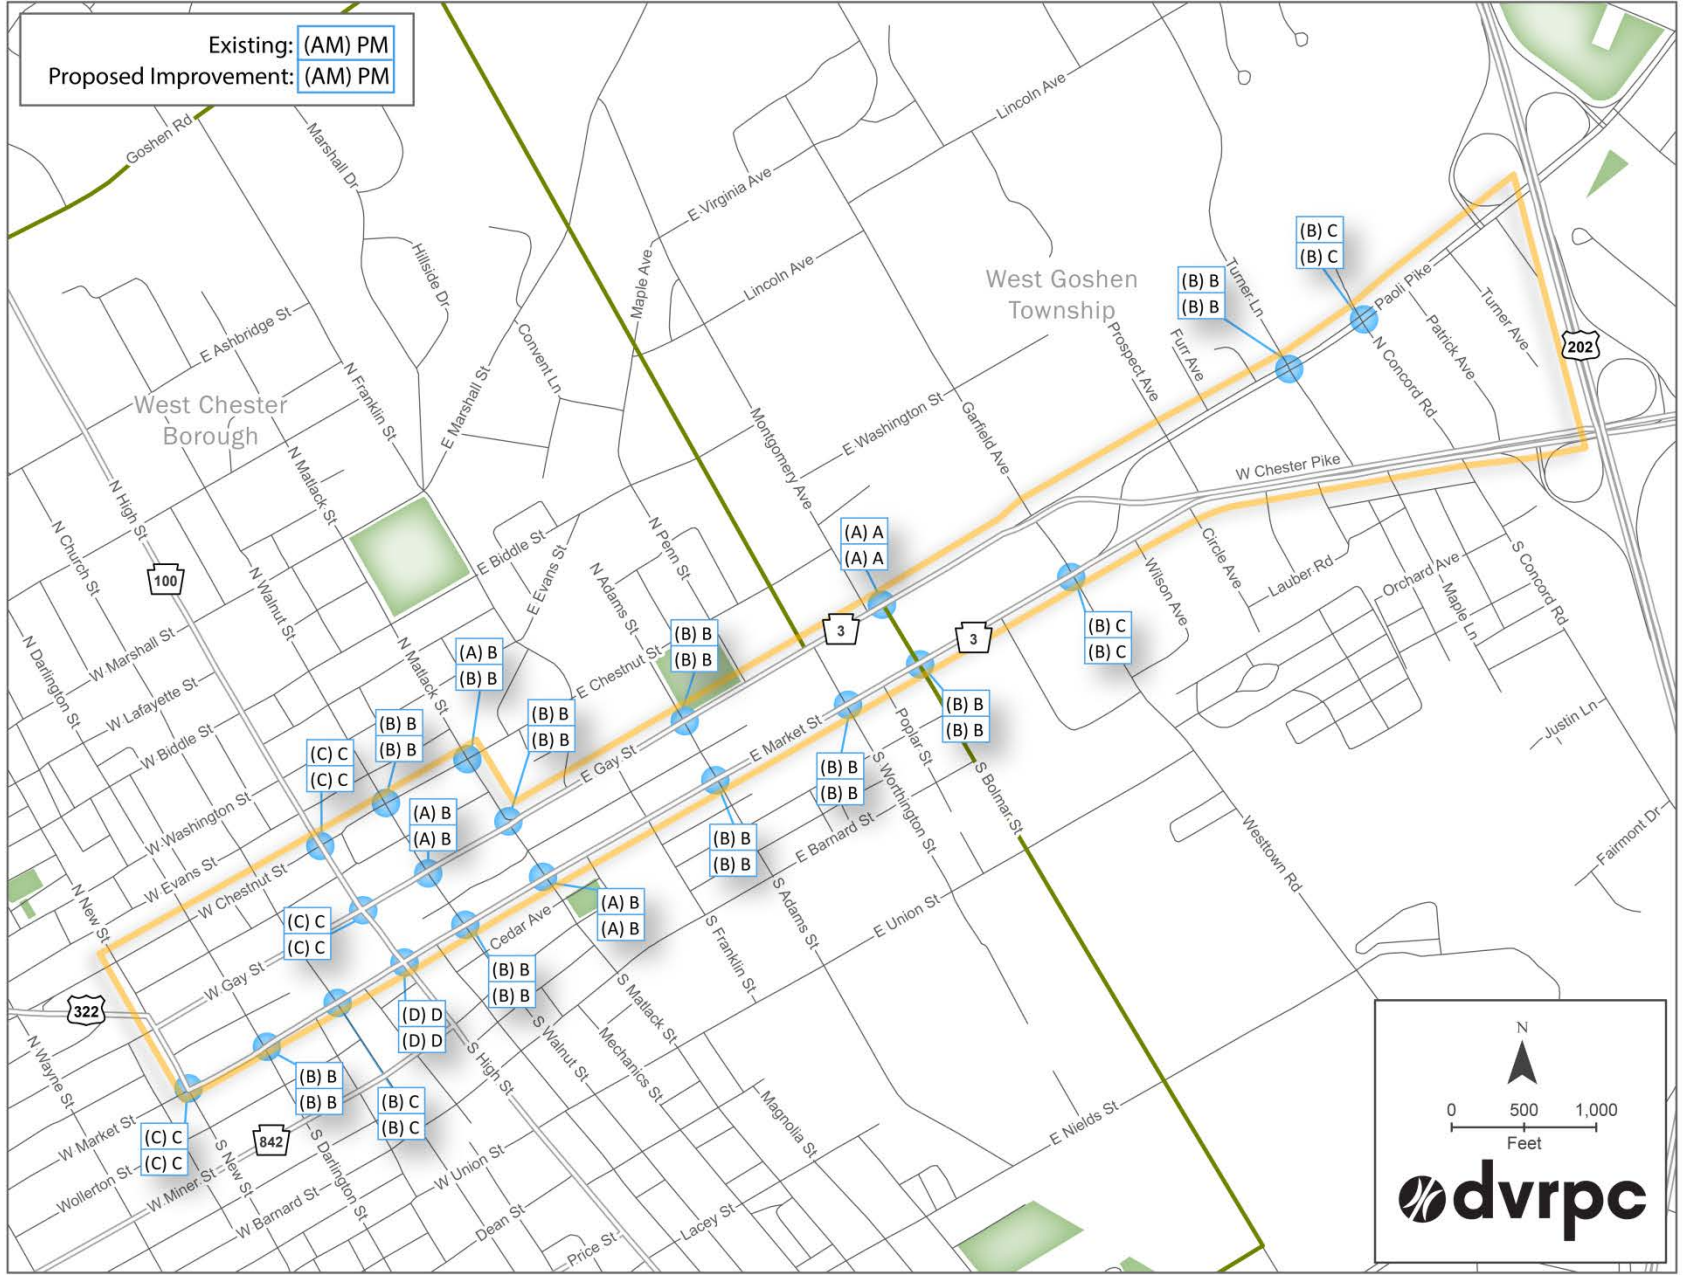 Existing: (AM) PM
Proposed Improvement: (AM) PM
Goshen Rd
Marshall Dr
Lincoln Ave
E Virginia Ave
Hillside Dr
Maple Ave
Lincoln Ave
West Goshen
Township
(B) C
(B) C
(B) B
(B) B
Turner Ln
Paoli Pike
Turner Ave
Patrick Ave
N Concord Rd
202
Prospect Ave
Furr Ave
E Ashbridge St
Convent Ln
N Franklin St
E Marshall St
West Chester
Borough
E Washington St
Garfield Ave
Montgomery Ave
W Chester Pike
N Matlack St
N High St
N Church St
100
E Biddle St
N Penn St
E Evans St
N Adams St
N Walnut St
(A) A
(A) A
3
3
Circle Ave
Wilson Ave
Lauber Rd
Orchard Ave
Maple Ln
S Concord Rd
(B) C
(B) C
N Darlington St
W Marshall St
W Lafayette St
W Biddle St
N Matlack St
(A) B
(B) B
E Chestnut St
(B) B
(B) B
(B) B
(B) B
(B) B
(B) B
(C) C
(C) C
(A) B
(A) B
E Gay St
E Market St
Poplar St
(B) B
(B) B
S Bolmar St
S Worthington St
(B) B
(B) B
Justin Ln
W Washington St
W Evans St
W Chestnut St
N New St
(B) B
(B) B
E Barnard St
Westtown Rd
Fairmont Dr
(A) B
(A) B
Cedar Ave
S Adams St
S Franklin St
E Union St
(C) C
(C) C
W Gay St
(B) B
(B) B
322
N Wayne St
(D) D
(D) D
S Matlack St
S Walnut St
Mechanics St
S High St
(B) B
(B) B
(B) C
(B) C
842
W Market St
(C) C
(C) C
Wollerton St
W Miner St
S New St
S Darlington St
W Barnard St
W Union St
Dean St
Price St
Lacey St
Magnolia St
E Nields St
N
0 500 1,000
Feet
dvrpc